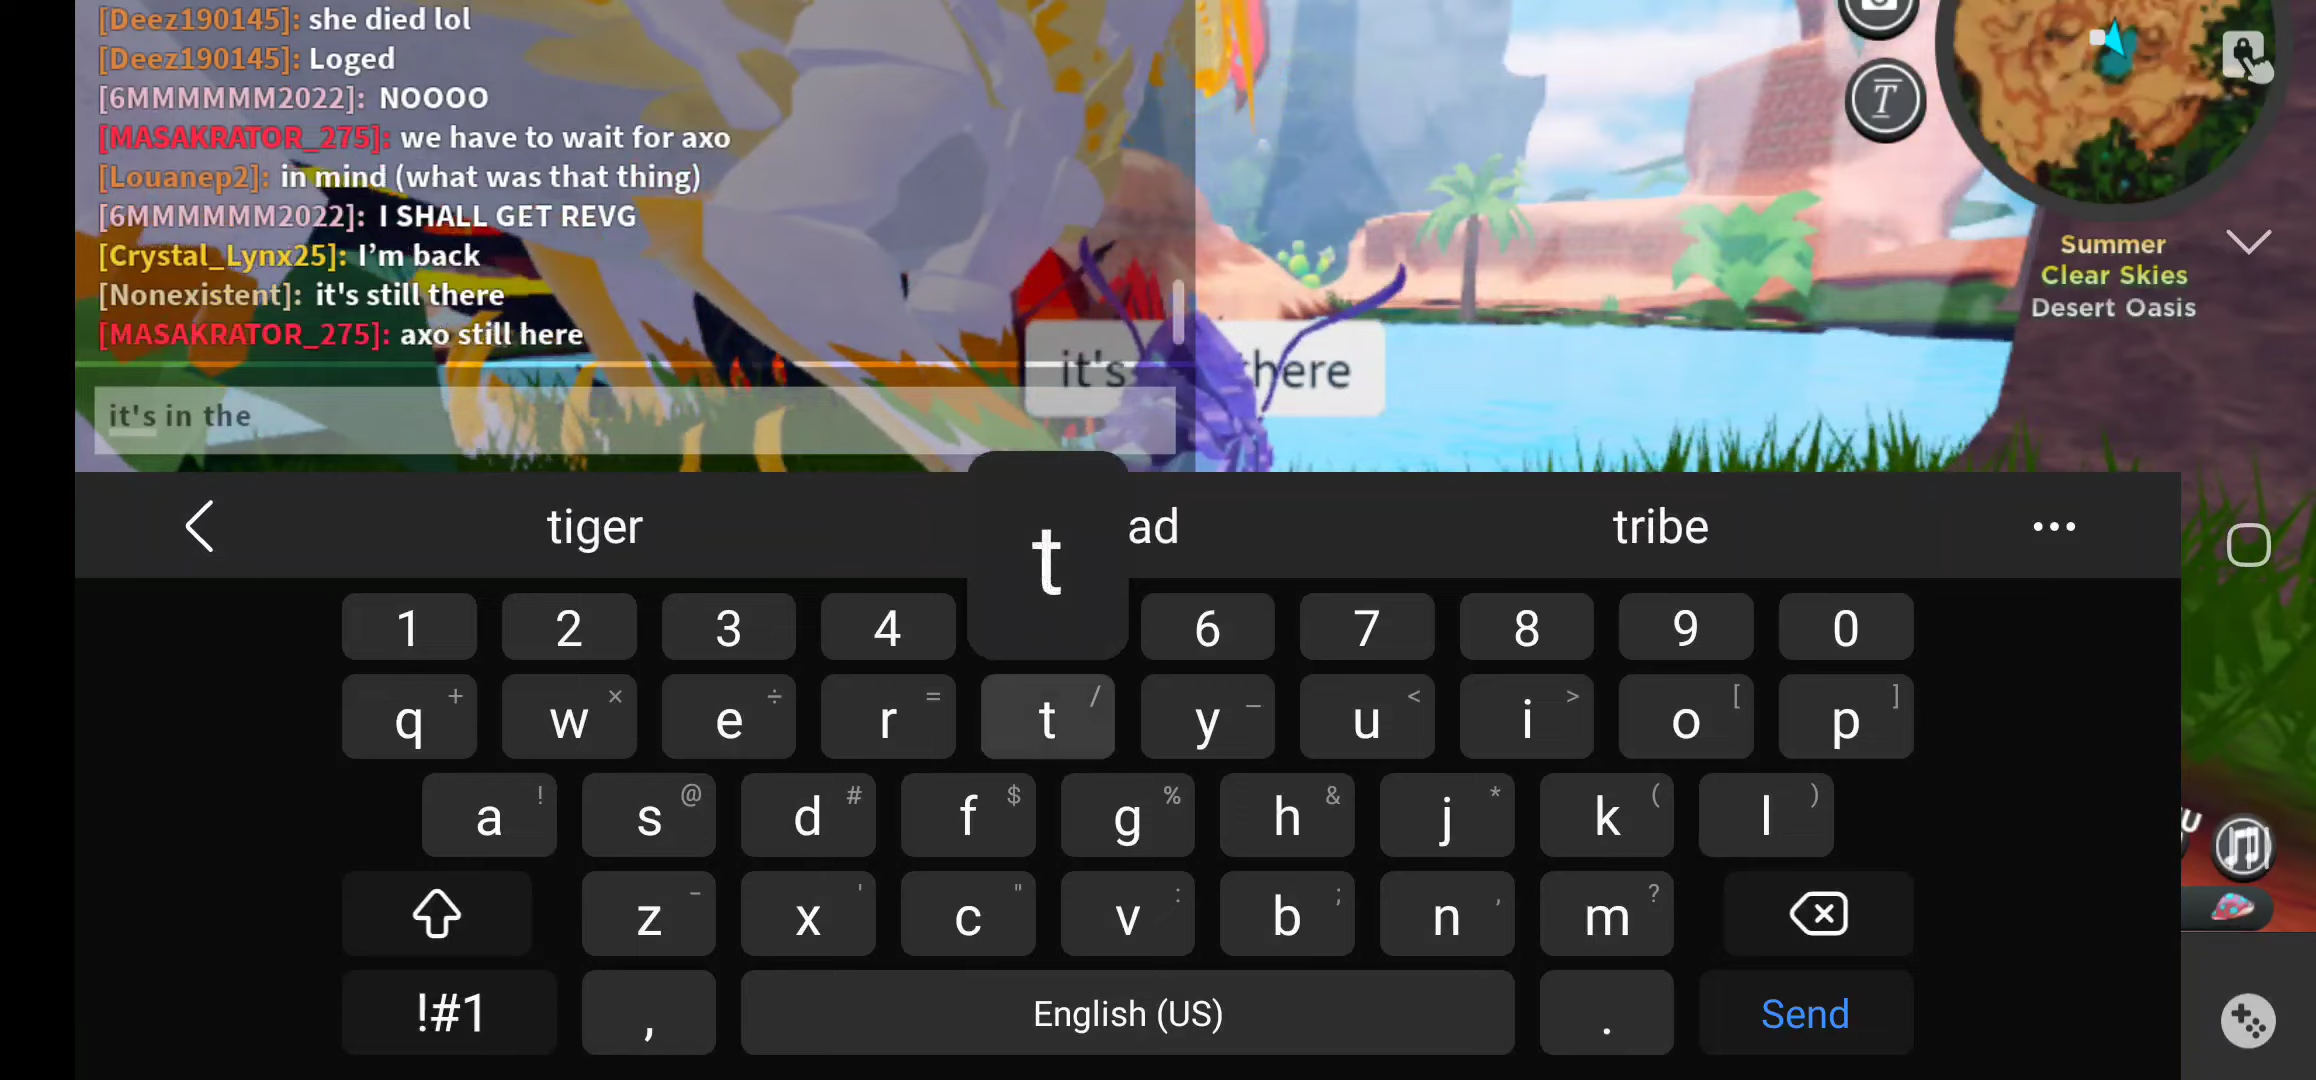 [Deez190145]: she died lol
[Deez190145]: Loged
[6MMMMMM2022]: NOOOO
[MASAKRATOR_275]: we have to wait for axo
[Louanep2]: in mind (what was that thing)
[6MMMMMM2022]: I SHALL GET REVG
[Crystal_Lynx25]: I'm back
[Nonexistent]: it's still there
[MASAKRATOR_275]: axo still here
it's here
it's in the
T
Summer
Clear Skies
Desert Oasis
tiger t ad tribe ...
1 2 3 4 6 7 8 9 0
q + w × e ÷ r = t / y _ u < i > o [ p ]
a ! s @ d # f $ g % h & j * k ( l )
z - x ' c " v : b ; n , m ?
!#1 , English (US) . Send
U